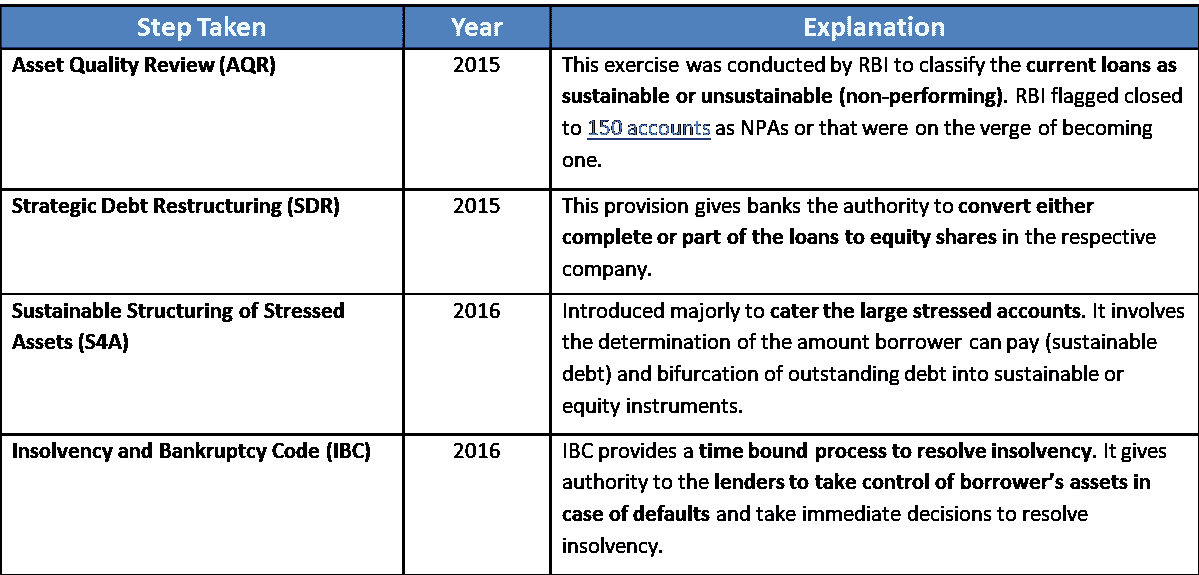 Step Taken Year Explanation
Asset Quality Review (AQR) 2015 This exercise was conducted by RBI to classify the current loans as
sustainable or unsustainable (non-performing). RBI flagged closed
to 150 accounts as NPAs or that were on the verge of becoming
one.
Strategic Debt Restructuring (SDR) 2015 This provision gives banks the authority to convert either
complete or part of the loans to equity shares in the respective
company.
Sustainable Structuring of Stressed 2016 Introduced majorly to cater the large stressed accounts. It involves
Assets (S4A) the determination of the amount borrower can pay (sustainable
debt) and bifurcation of outstanding debt into sustainable or
equity instruments.
Insolvency and Bankruptcy Code (IBC) 2016 IBC provides a time bound process to resolve insolvency. It gives
authority to the lenders to take control of borrower's assets in
case of defaults and take immediate decisions to resolve
insolvency.